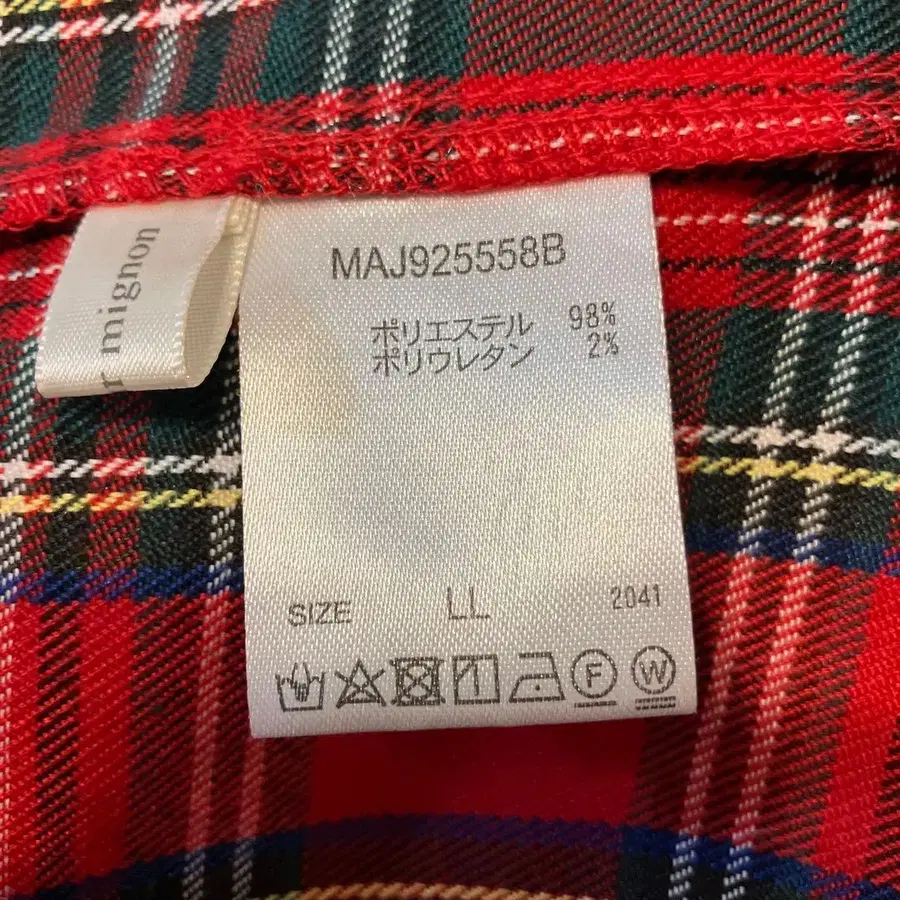 r mignon
MAJ925558B
ポリエステル 98%
ポリウレタン 2%
SIZE LL 2041
F W